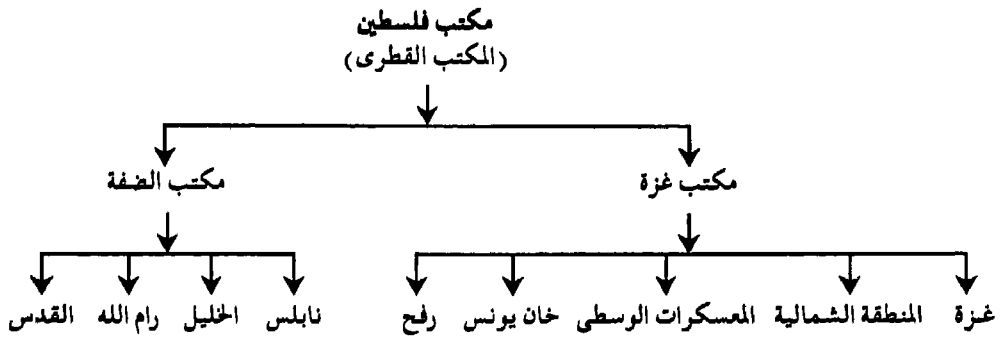 مكتب فلسطين
(المكتب القطرى)
مكتب غزة
مكتب الضفة
غزة
المنطقة الشمالية
المعسكرات الوسطى
خان يونس
رفح
نابلس
الخليل
رام الله
القدس